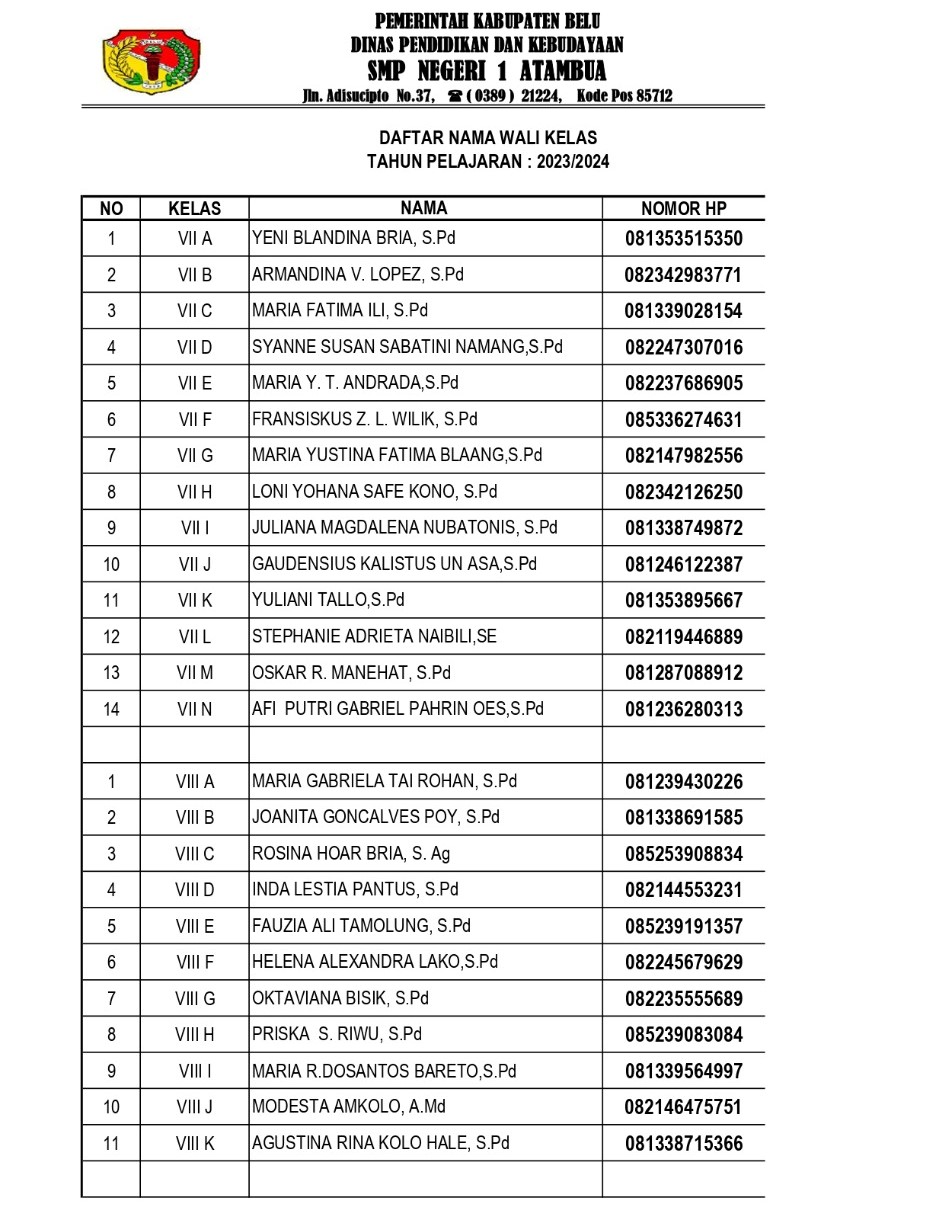 PEMERINTAH KABUPATEN BELU
DINAS PENDIDIKAN DAN KEBUDAYAAN
SMP NEGERI 1 ATAMBUA
Jln. Adisucipto No.37, ☎ ( 0389 ) 21224, Kode Pos 85712
DAFTAR NAMA WALI KELAS
TAHUN PELAJARAN : 2023/2024
NO KELAS NAMA NOMOR HP
1 VII A YENI BLANDINA BRIA, S.Pd 081353515350
2 VII B ARMANDINA V. LOPEZ, S.Pd 082342983771
3 VII C MARIA FATIMA ILI, S.Pd 081339028154
4 VII D SYANNE SUSAN SABATINI NAMANG,S.Pd 082247307016
5 VII E MARIA Y. T. ANDRADA,S.Pd 082237686905
6 VII F FRANSISKUS Z. L. WILIK, S.Pd 085336274631
7 VII G MARIA YUSTINA FATIMA BLAANG,S.Pd 082147982556
8 VII H LONI YOHANA SAFE KONO, S.Pd 082342126250
9 VII I JULIANA MAGDALENA NUBATONIS, S.Pd 081338749872
10 VII J GAUDENSIUS KALISTUS UN ASA,S.Pd 081246122387
11 VII K YULIANI TALLO,S.Pd 081353895667
12 VII L STEPHANIE ADRIETA NAIBILI,SE 082119446889
13 VII M OSKAR R. MANEHAT, S.Pd 081287088912
14 VII N AFI PUTRI GABRIEL PAHRIN OES,S.Pd 081236280313
1 VIII A MARIA GABRIELA TAI ROHAN, S.Pd 081239430226
2 VIII B JOANITA GONCALVES POY, S.Pd 081338691585
3 VIII C ROSINA HOAR BRIA, S. Ag 085253908834
4 VIII D INDA LESTIA PANTUS, S.Pd 082144553231
5 VIII E FAUZIA ALI TAMOLUNG, S.Pd 085239191357
6 VIII F HELENA ALEXANDRA LAKO,S.Pd 082245679629
7 VIII G OKTAVIANA BISIK, S.Pd 082235555689
8 VIII H PRISKA S. RIWU, S.Pd 085239083084
9 VIII I MARIA R.DOSANTOS BARETO,S.Pd 081339564997
10 VIII J MODESTA AMKOLO, A.Md 082146475751
11 VIII K AGUSTINA RINA KOLO HALE, S.Pd 081338715366